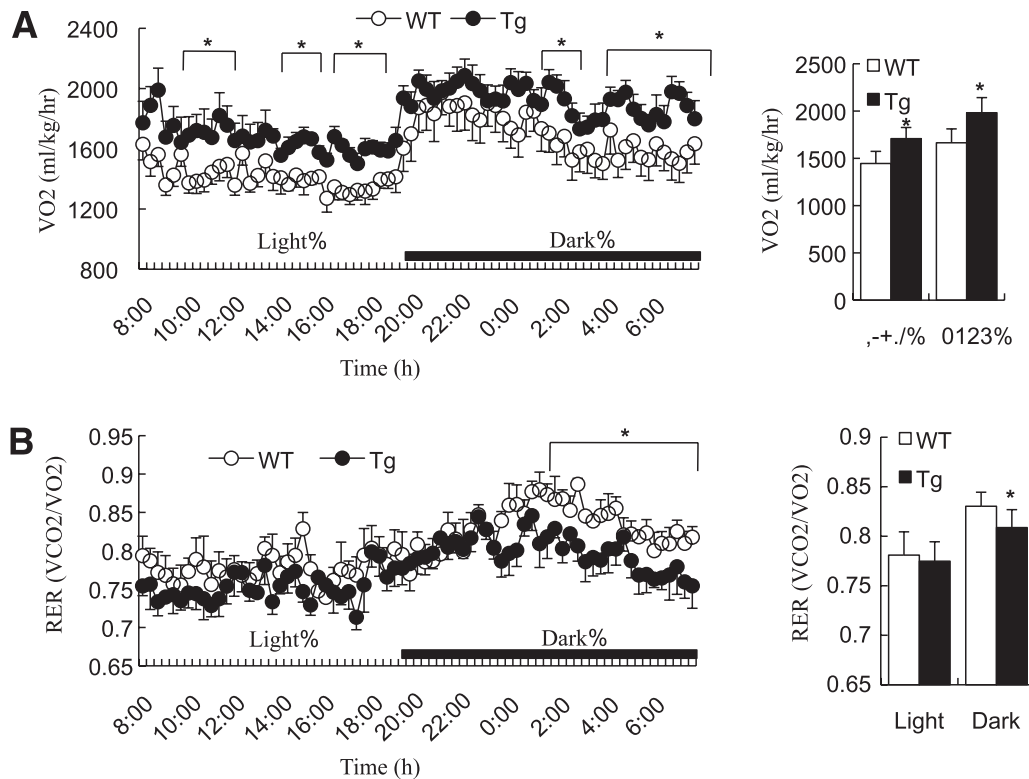 A
WT Tg
2400
2000
1600
1200
800
VO2 (ml/kg/hr)
* * * * *
Light% Dark%
8:00 10:00 12:00 14:00 16:00 18:00 20:00 22:00 0:00 2:00 4:00 6:00
Time (h)
WT
Tg
* *
2500
2000
1500
1000
500
0
VO2 (ml/kg/hr)
,-+./% 0123%
B
WT Tg
0.95
0.9
0.85
0.8
0.75
0.7
0.65
RER (VCO2/VO2)
*
Light% Dark%
8:00 10:00 12:00 14:00 16:00 18:00 20:00 22:00 0:00 2:00 4:00 6:00
Time (h)
WT
Tg
*
0.9
0.85
0.8
0.75
0.7
0.65
RER (VCO2/VO2)
Light Dark